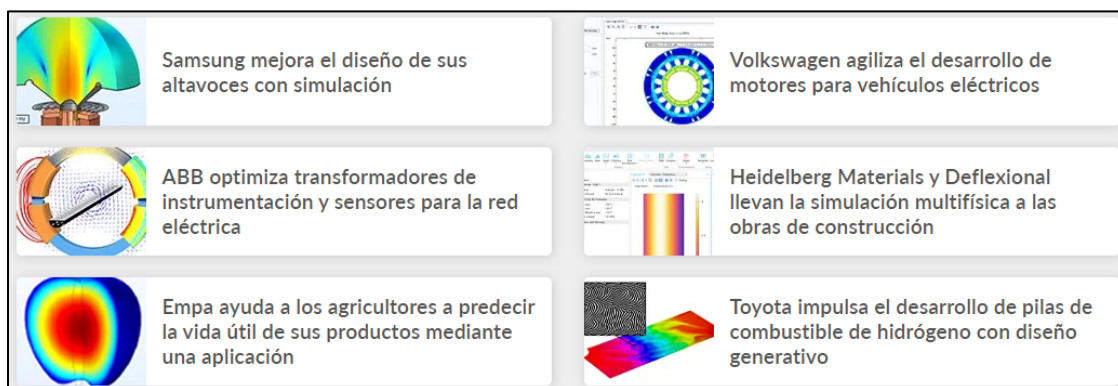 Samsung mejora el diseño de sus
altavoces con simulación
Volkswagen agiliza el desarrollo de
motores para vehículos eléctricos
ABB optimiza transformadores de
instrumentación y sensores para la red
eléctrica
Heidelberg Materials y Deflexional
llevan la simulación multifísica a las
obras de construcción
Empa ayuda a los agricultores a predecir
la vida útil de sus productos mediante
una aplicación
Toyota impulsa el desarrollo de pilas de
combustible de hidrógeno con diseño
generativo